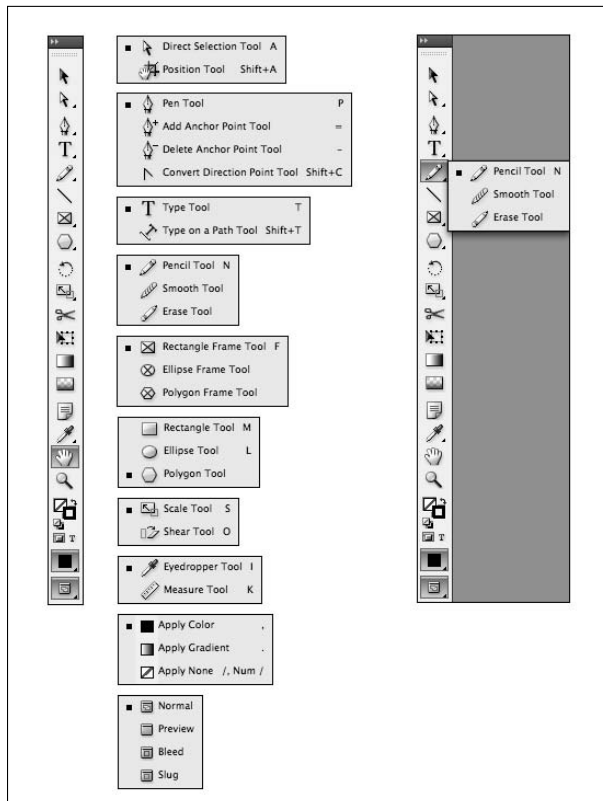 Direct Selection Tool A
Position Tool Shift+A
Pen Tool P
Add Anchor Point Tool =
Delete Anchor Point Tool -
Convert Direction Point Tool Shift+C
T Type Tool T
Type on a Path Tool Shift+T
Pencil Tool N
Smooth Tool
Erase Tool
Rectangle Frame Tool F
Ellipse Frame Tool
Polygon Frame Tool
Rectangle Tool M
Ellipse Tool L
Polygon Tool
Scale Tool S
Shear Tool O
Eyedropper Tool I
Measure Tool K
Apply Color ,
Apply Gradient .
Apply None /, Num /
Normal
Preview
Bleed
Slug
T
T
T
Pencil Tool N
Smooth Tool
Erase Tool
T